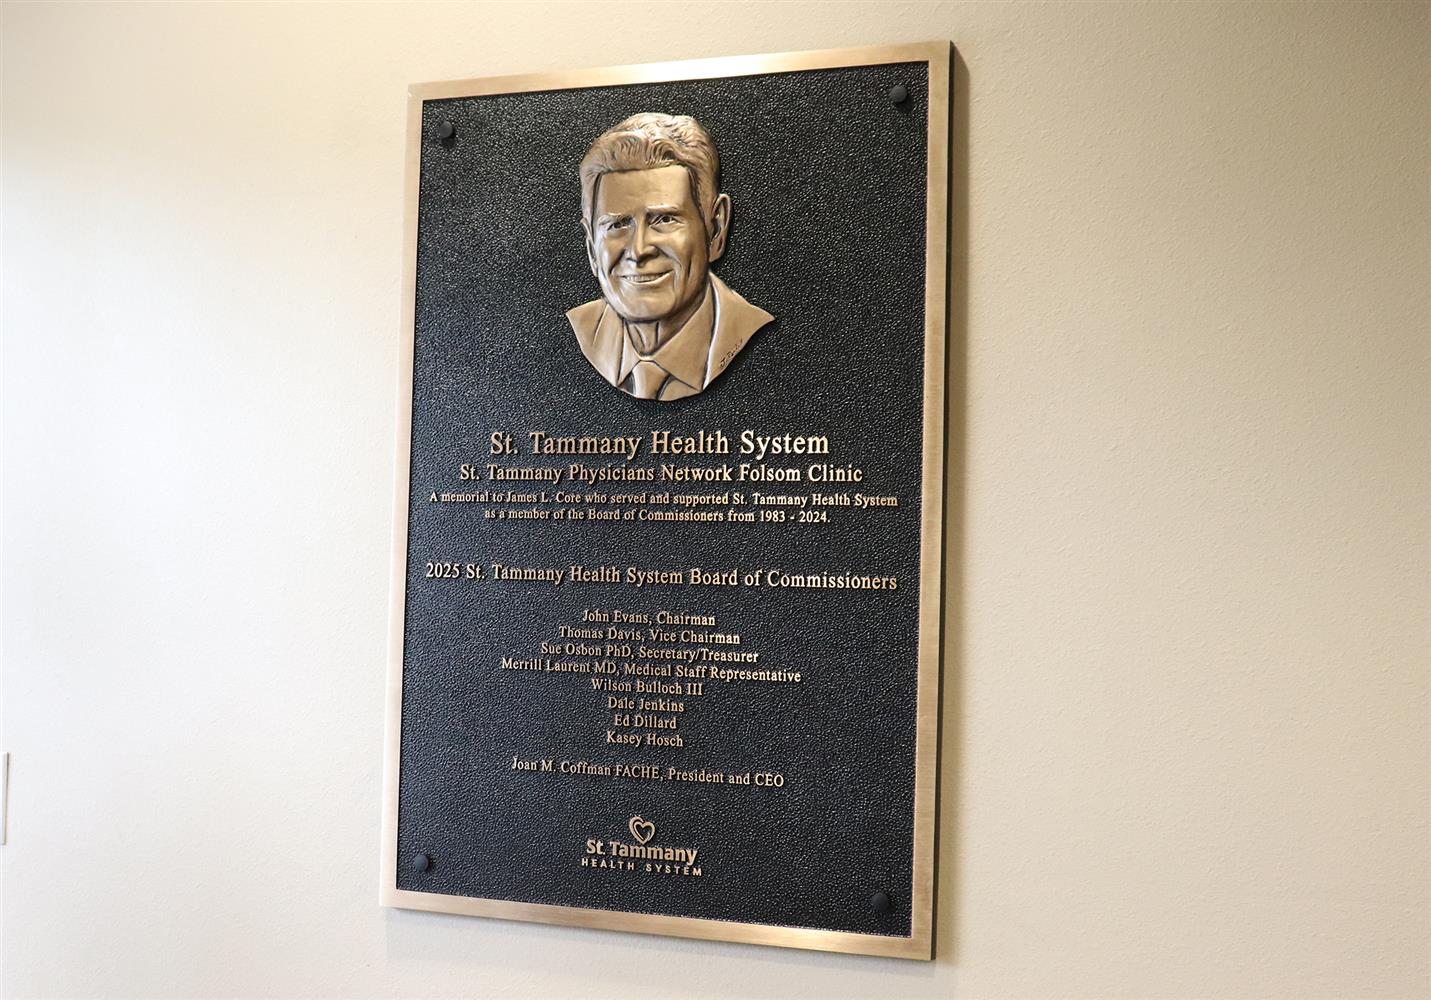 St. Tammany Health System
St. Tammany Physicians Network Folsom Clinic
A memorial to James L. Core who served and supported St. Tammany Health System
as a member of the Board of Commissioners from 1983 - 2024.
2025 St. Tammany Health System Board of Commissioners
John Evans, Chairman
Thomas Davis, Vice Chairman
Sue Osbon PhD, Secretary/Treasurer
Merrill Laurent MD, Medical Staff Representative
Wilson Bulloch III
Dale Jenkins
Ed Dillard
Kasey Hosch
Joan M. Coffman FACHE, President and CEO
St. Tammany
HEALTH SYSTEM